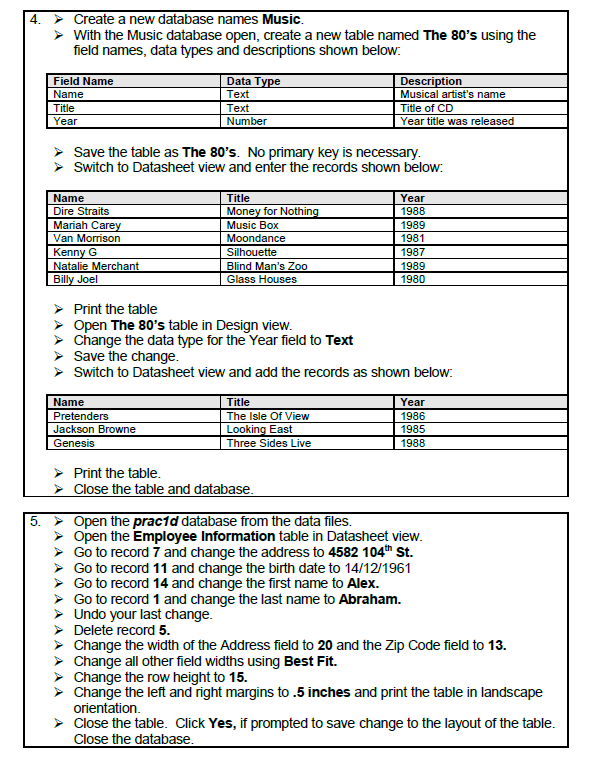 4. ➢ Create a new database names Music.
➢ With the Music database open, create a new table named The 80's using the
field names, data types and descriptions shown below:
Field Name Data Type Description
Name Text Musical artist's name
Title Text Title of CD
Year Number Year title was released
➢ Save the table as The 80's. No primary key is necessary.
➢ Switch to Datasheet view and enter the records shown below:
Name Title Year
Dire Straits Money for Nothing 1988
Mariah Carey Music Box 1989
Van Morrison Moondance 1981
Kenny G Silhouette 1987
Natalie Merchant Blind Man's Zoo 1989
Billy Joel Glass Houses 1980
➢ Print the table
➢ Open The 80's table in Design view.
➢ Change the data type for the Year field to Text
➢ Save the change.
➢ Switch to Datasheet view and add the records as shown below:
Name Title Year
Pretenders The Isle Of View 1986
Jackson Browne Looking East 1985
Genesis Three Sides Live 1988
➢ Print the table.
➢ Close the table and database.
5. ➢ Open the prac1d database from the data files.
➢ Open the Employee Information table in Datasheet view.
➢ Go to record 7 and change the address to 4582 104th St.
➢ Go to record 11 and change the birth date to 14/12/1961
➢ Go to record 14 and change the first name to Alex.
➢ Go to record 1 and change the last name to Abraham.
➢ Undo your last change.
➢ Delete record 5.
➢ Change the width of the Address field to 20 and the Zip Code field to 13.
➢ Change all other field widths using Best Fit.
➢ Change the row height to 15.
➢ Change the left and right margins to .5 inches and print the table in landscape
orientation.
➢ Close the table. Click Yes, if prompted to save change to the layout of the table.
Close the database.